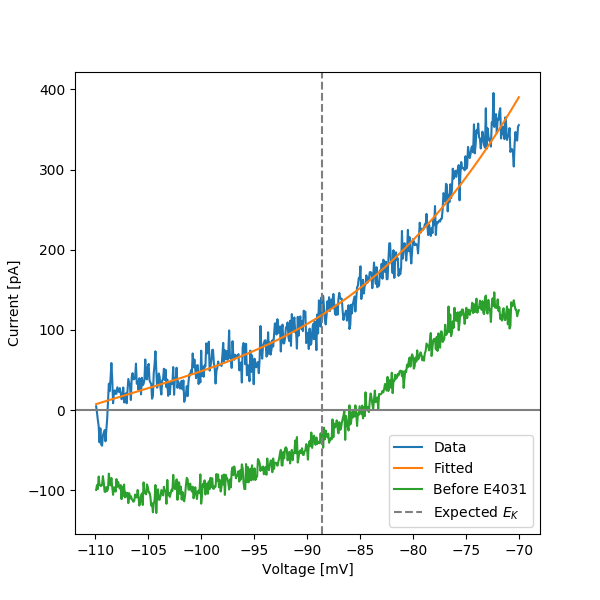 400
300
200
100
0
−100
Current [pA]
Data
Fitted
Before E4031
Expected E_K
−110 −105 −100 −95 −90 −85 −80 −75 −70
Voltage [mV]